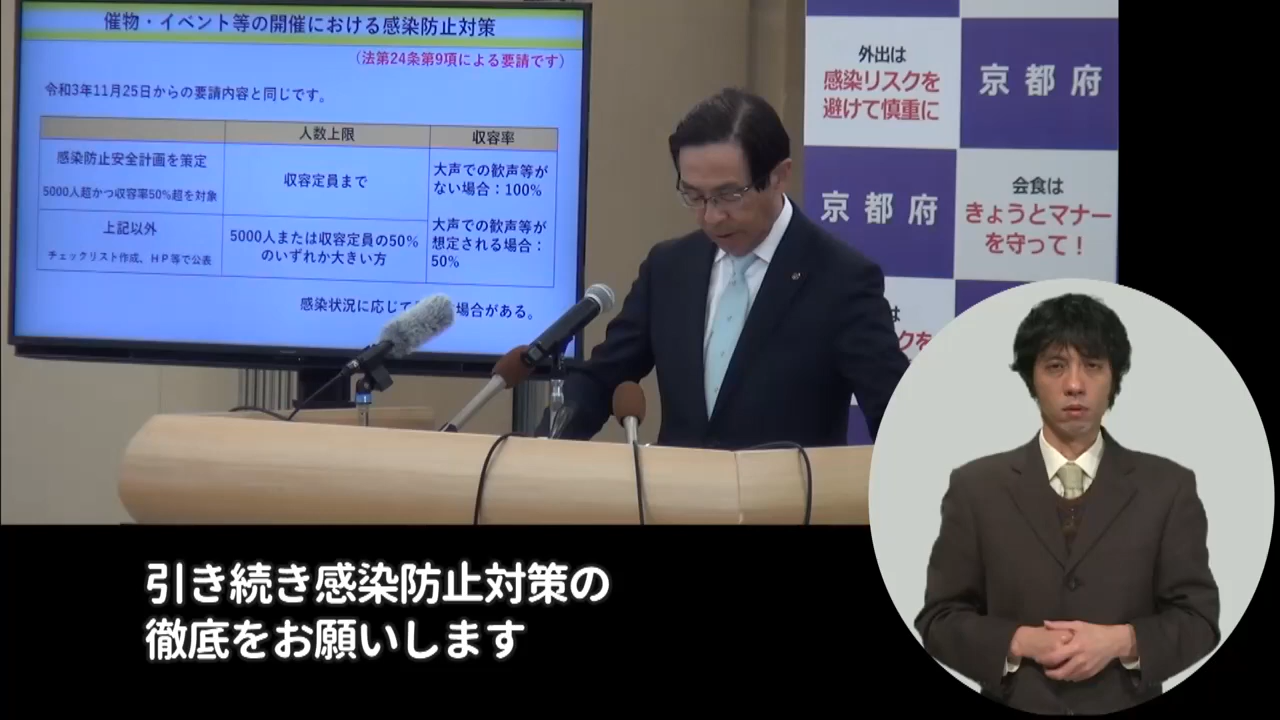 催物・イベント等の開催における感染防止対策
(法第24条第9項による要請です)
令和3年11月25日からの要請内容と同じです。
人数上限
収容率
感染防止安全計画を策定
5000人超かつ収容率50%超を対象
収容定員まで
大声での歓声等が
ない場合:100%
上記以外
チェックリスト作成、HP等で公表
5000人または収容定員の50%
のいずれか大きい方
大声での歓声等が
想定される場合:
50%
感染状況に応じて
場合がある。
外出は
感染リスクを
避けて慎重に
京都府
京都府
会食は
きょうとマナー
を守って!
は
クを
引き続き感染防止対策の
徹底をお願いします